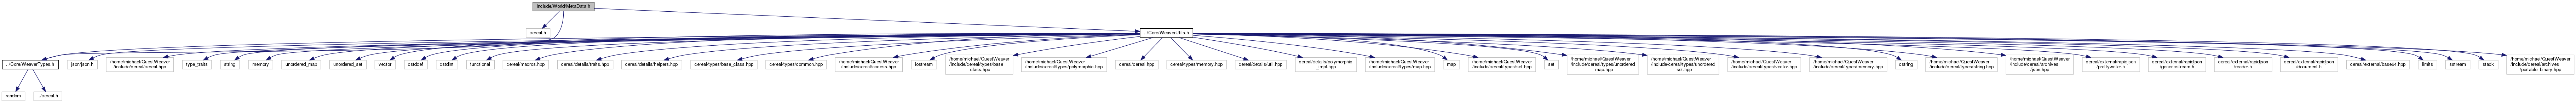 include/World/MetaData.h
cereal.h
../Core/WeaverUtils.h
../Core/WeaverTypes.h
json/json.h
/home/michael/QuestWeaver
/include/cereal/cereal.hpp
type_traits
string
memory
unordered_map
unordered_set
vector
cstddef
cstdint
functional
cereal/macros.hpp
cereal/details/traits.hpp
cereal/details/helpers.hpp
cereal/types/base_class.hpp
cereal/types/common.hpp
/home/michael/QuestWeaver
/include/cereal/access.hpp
iostream
/home/michael/QuestWeaver
/include/cereal/types/base
_class.hpp
/home/michael/QuestWeaver
/include/cereal/types/polymorphic.hpp
cereal/cereal.hpp
cereal/types/memory.hpp
cereal/details/util.hpp
cereal/details/polymorphic
_impl.hpp
/home/michael/QuestWeaver
/include/cereal/types/map.hpp
map
/home/michael/QuestWeaver
/include/cereal/types/set.hpp
set
/home/michael/QuestWeaver
/include/cereal/types/unordered
_map.hpp
/home/michael/QuestWeaver
/include/cereal/types/unordered
_set.hpp
/home/michael/QuestWeaver
/include/cereal/types/vector.hpp
/home/michael/QuestWeaver
/include/cereal/types/memory.hpp
cstring
/home/michael/QuestWeaver
/include/cereal/types/string.hpp
/home/michael/QuestWeaver
/include/cereal/archives
/json.hpp
cereal/external/rapidjson
/prettywriter.h
cereal/external/rapidjson
/genericstream.h
cereal/external/rapidjson
/reader.h
cereal/external/rapidjson
/document.h
cereal/external/base64.hpp
limits
sstream
stack
/home/michael/QuestWeaver
/include/cereal/archives
/portable_binary.hpp
random
../cereal.h